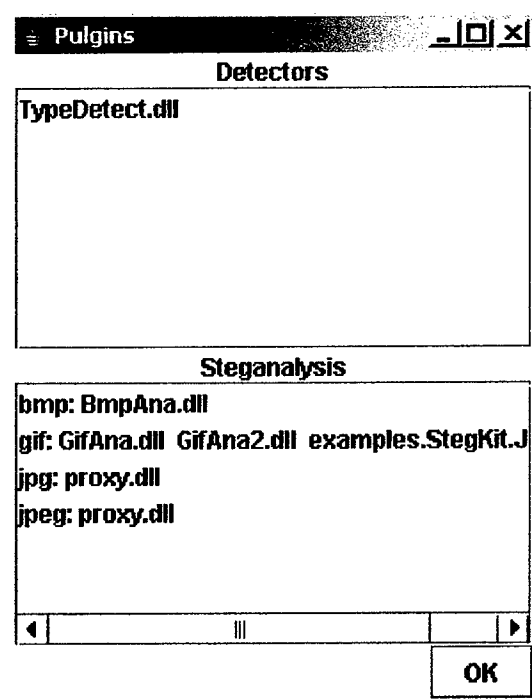 Pulgins
Detectors
TypeDetect.dll
Steganalysis
bmp: BmpAna.dll
gif: GifAna.dll GifAna2.dll examples.StegKit.J
jpg: proxy.dll
jpeg: proxy.dll
OK